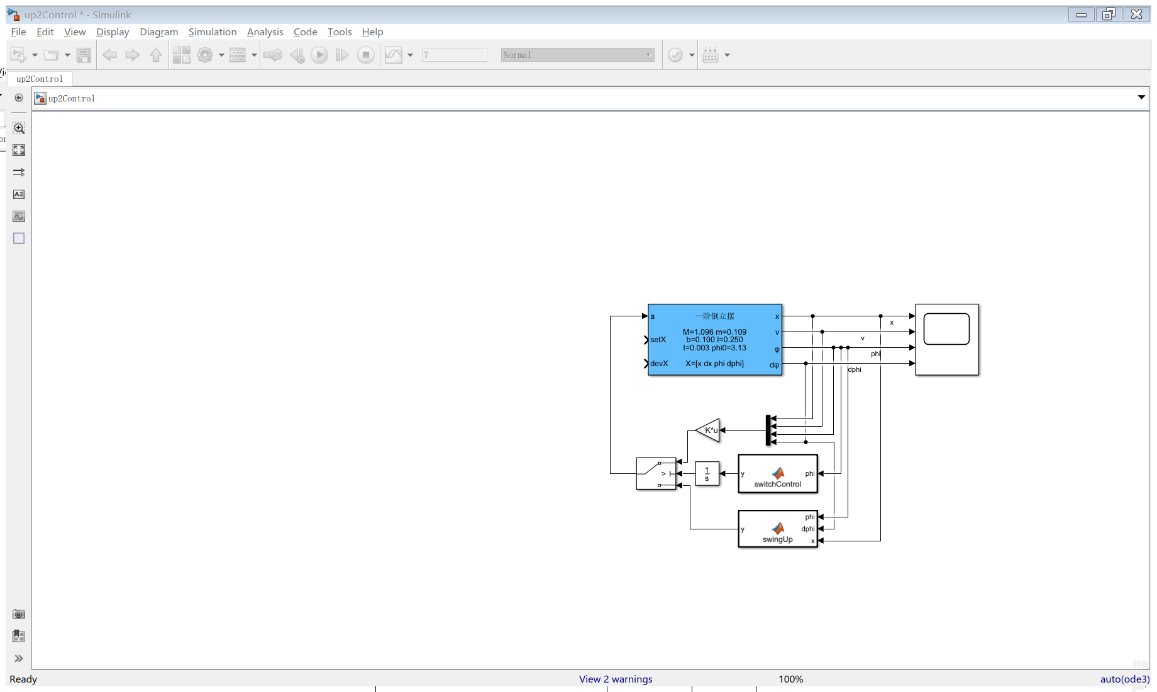 up2Control * - Simulink
File Edit View Display Diagram Simulation Analysis Code Tools Help
7 Normal
up2Control
up2Control
a 一阶倒立摆 x
M=1.096 m=0.109 v
setX b=0.100 l=0.250
I=0.003 phi0=3.13 φ
devX X=[x dx phi dphi] dφ
x
v
phi
dphi
K*u
>
1
s
y phi
switchControl
phi
y dphi
swingUp x
Ready View 2 warnings 100% auto(ode3)